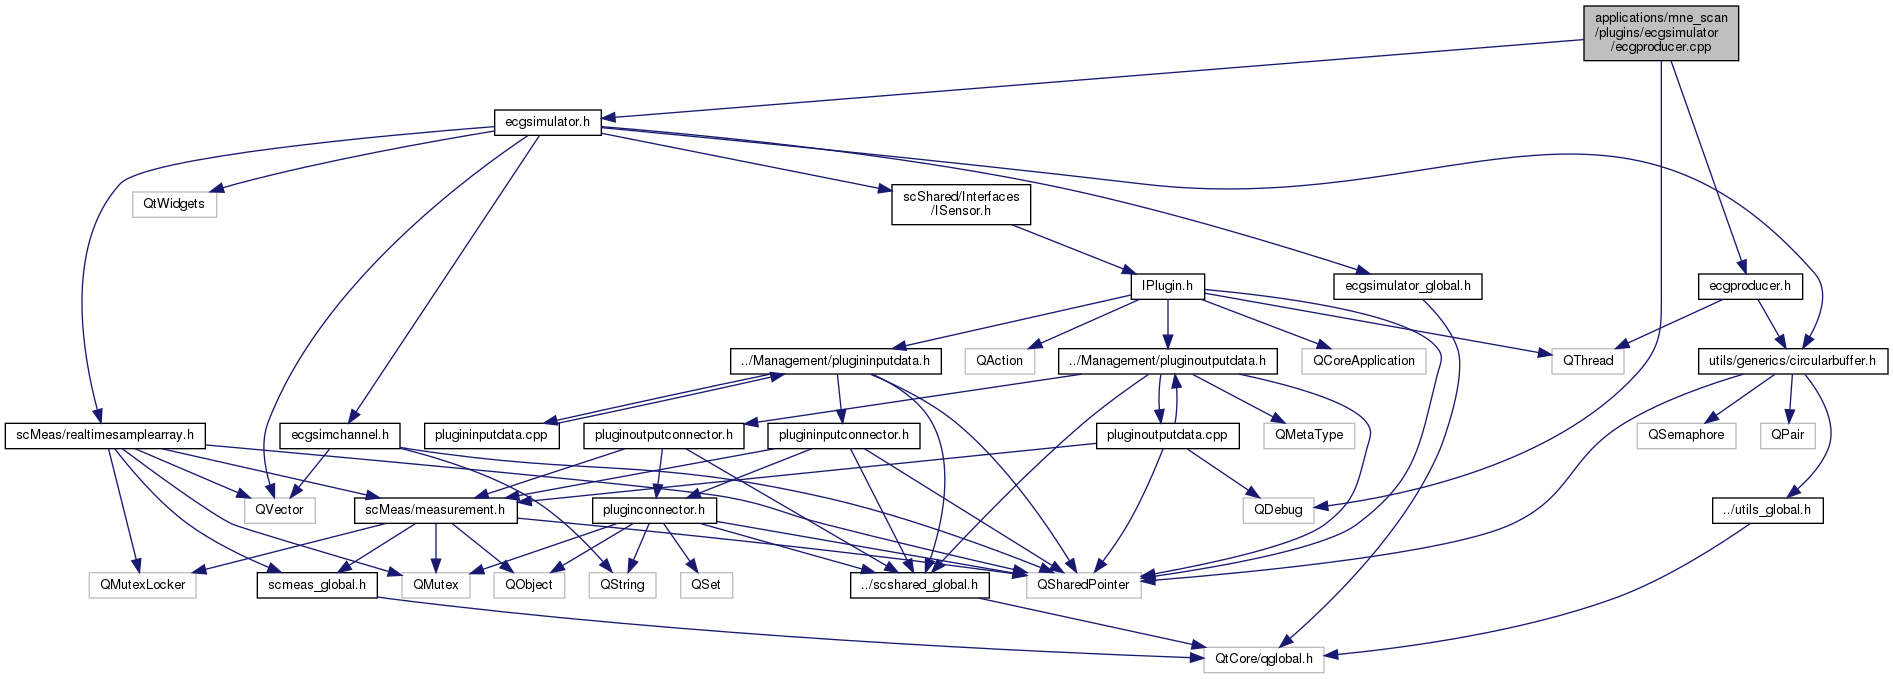 applications/mne_scan
/plugins/ecgsimulator
/ecgproducer.cpp
ecgsimulator.h
QtWidgets
scShared/Interfaces
/ISensor.h
IPlugin.h
ecgsimulator_global.h
ecgproducer.h
../Management/plugininputdata.h
QAction
../Management/pluginoutputdata.h
QCoreApplication
QThread
utils/generics/circularbuffer.h
scMeas/realtimesamplearray.h
ecgsimchannel.h
plugininputdata.cpp
pluginoutputconnector.h
plugininputconnector.h
pluginoutputdata.cpp
QMetaType
QSemaphore
QPair
QVector
scMeas/measurement.h
pluginconnector.h
QDebug
../utils_global.h
QMutexLocker
scmeas_global.h
QMutex
QObject
QString
QSet
../scshared_global.h
QSharedPointer
QtCore/qglobal.h